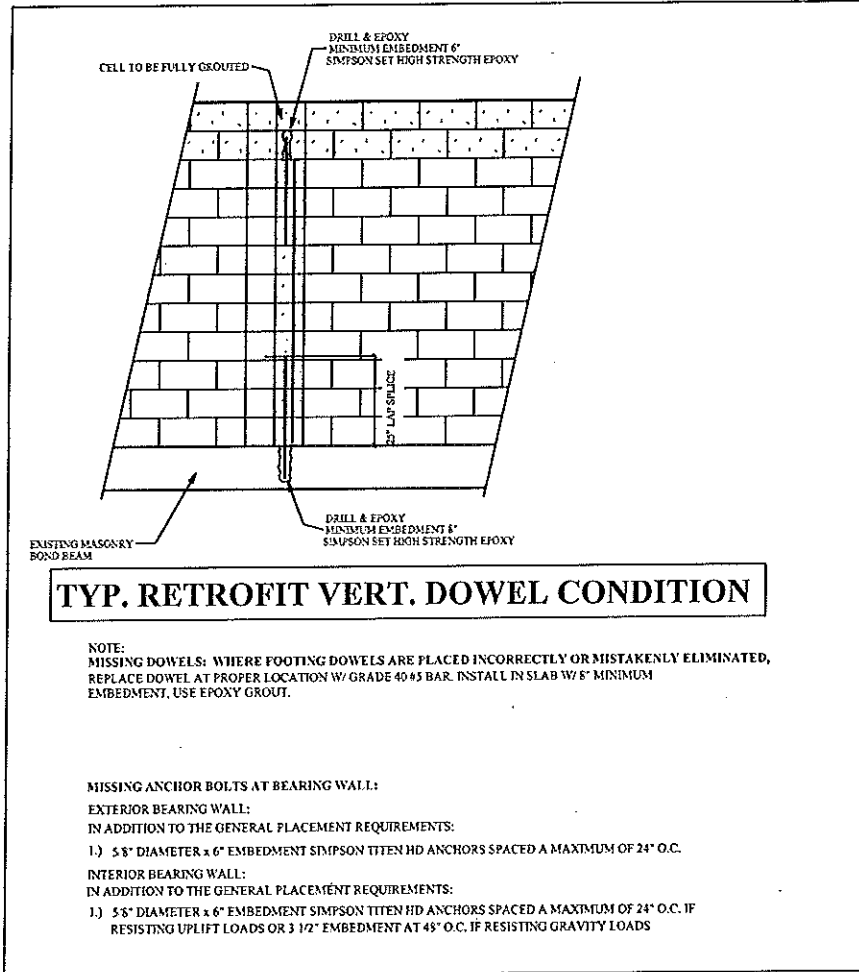 DRILL & EPOXY
MINIMUM EMBEDMENT 6"
SIMPSON SET HIGH STRENGTH EPOXY
CELL TO BE FULLY GROUTED
25" LAP SPLICE
DRILL & EPOXY
MINIMUM EMBEDMENT 8"
SIMPSON SET HIGH STRENGTH EPOXY
EXISTING MASONRY
BOND BEAM
TYP. RETROFIT VERT. DOWEL CONDITION
NOTE:
MISSING DOWELS: WHERE FOOTING DOWELS ARE PLACED INCORRECTLY OR MISTAKENLY ELIMINATED,
REPLACE DOWEL AT PROPER LOCATION W/ GRADE 40 #5 BAR. INSTALL IN SLAB W/ 8" MINIMUM
EMBEDMENT, USE EPOXY GROUT.
MISSING ANCHOR BOLTS AT BEARING WALL:
EXTERIOR BEARING WALL:
IN ADDITION TO THE GENERAL PLACEMENT REQUIREMENTS:
1.) 5/8" DIAMETER x 6" EMBEDMENT SIMPSON TITEN HD ANCHORS SPACED A MAXIMUM OF 24" O.C.
INTERIOR BEARING WALL:
IN ADDITION TO THE GENERAL PLACEMENT REQUIREMENTS:
1.) 5/8" DIAMETER x 6" EMBEDMENT SIMPSON TITEN HD ANCHORS SPACED A MAXIMUM OF 24" O.C. IF
RESISTING UPLIFT LOADS OR 3 1/2" EMBEDMENT AT 48" O.C. IF RESISTING GRAVITY LOADS